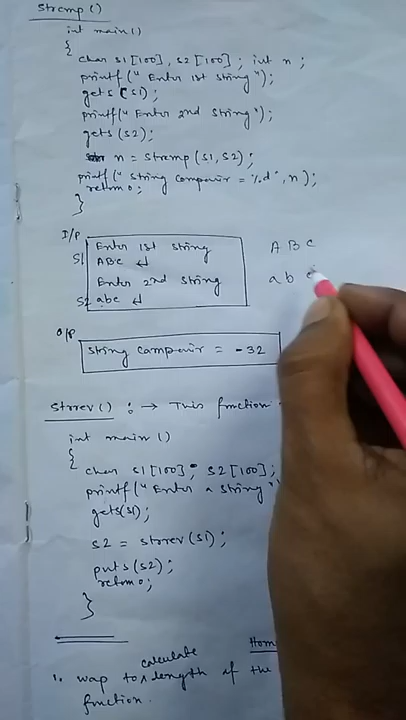 strcmp()
int main()
{
char s1[100], s2[100]; int n;
printf("Enter 1st string");
gets(s1);
printf("Enter 2nd string");
gets(s2);
n = strcmp(s1, s2);
printf("string compair = %d", n);
return 0;
}
I/P
Enter 1st string
S1 ABC ↵
Enter 2nd string
S2 abc ↵
A B C
a b c
O/P
string compair = -32
strrev() : → This function
int main()
{
char s1[100], s2[100];
printf("Enter a string")
gets(s1);
s2 = strrev(s1);
puts(s2);
return 0;
}
Hom
calculate
1. wap to ∧ length of the
function.